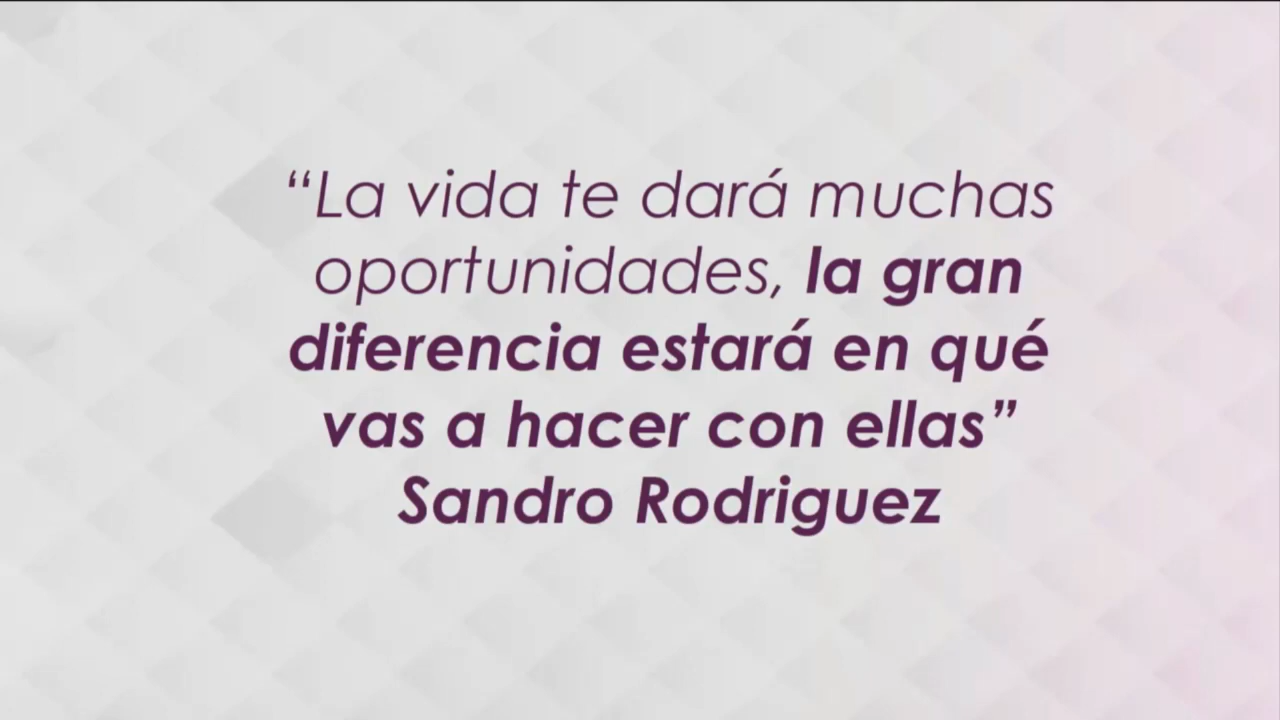 “La vida te dará muchas
oportunidades, la gran
diferencia estará en qué
vas a hacer con ellas”
Sandro Rodriguez